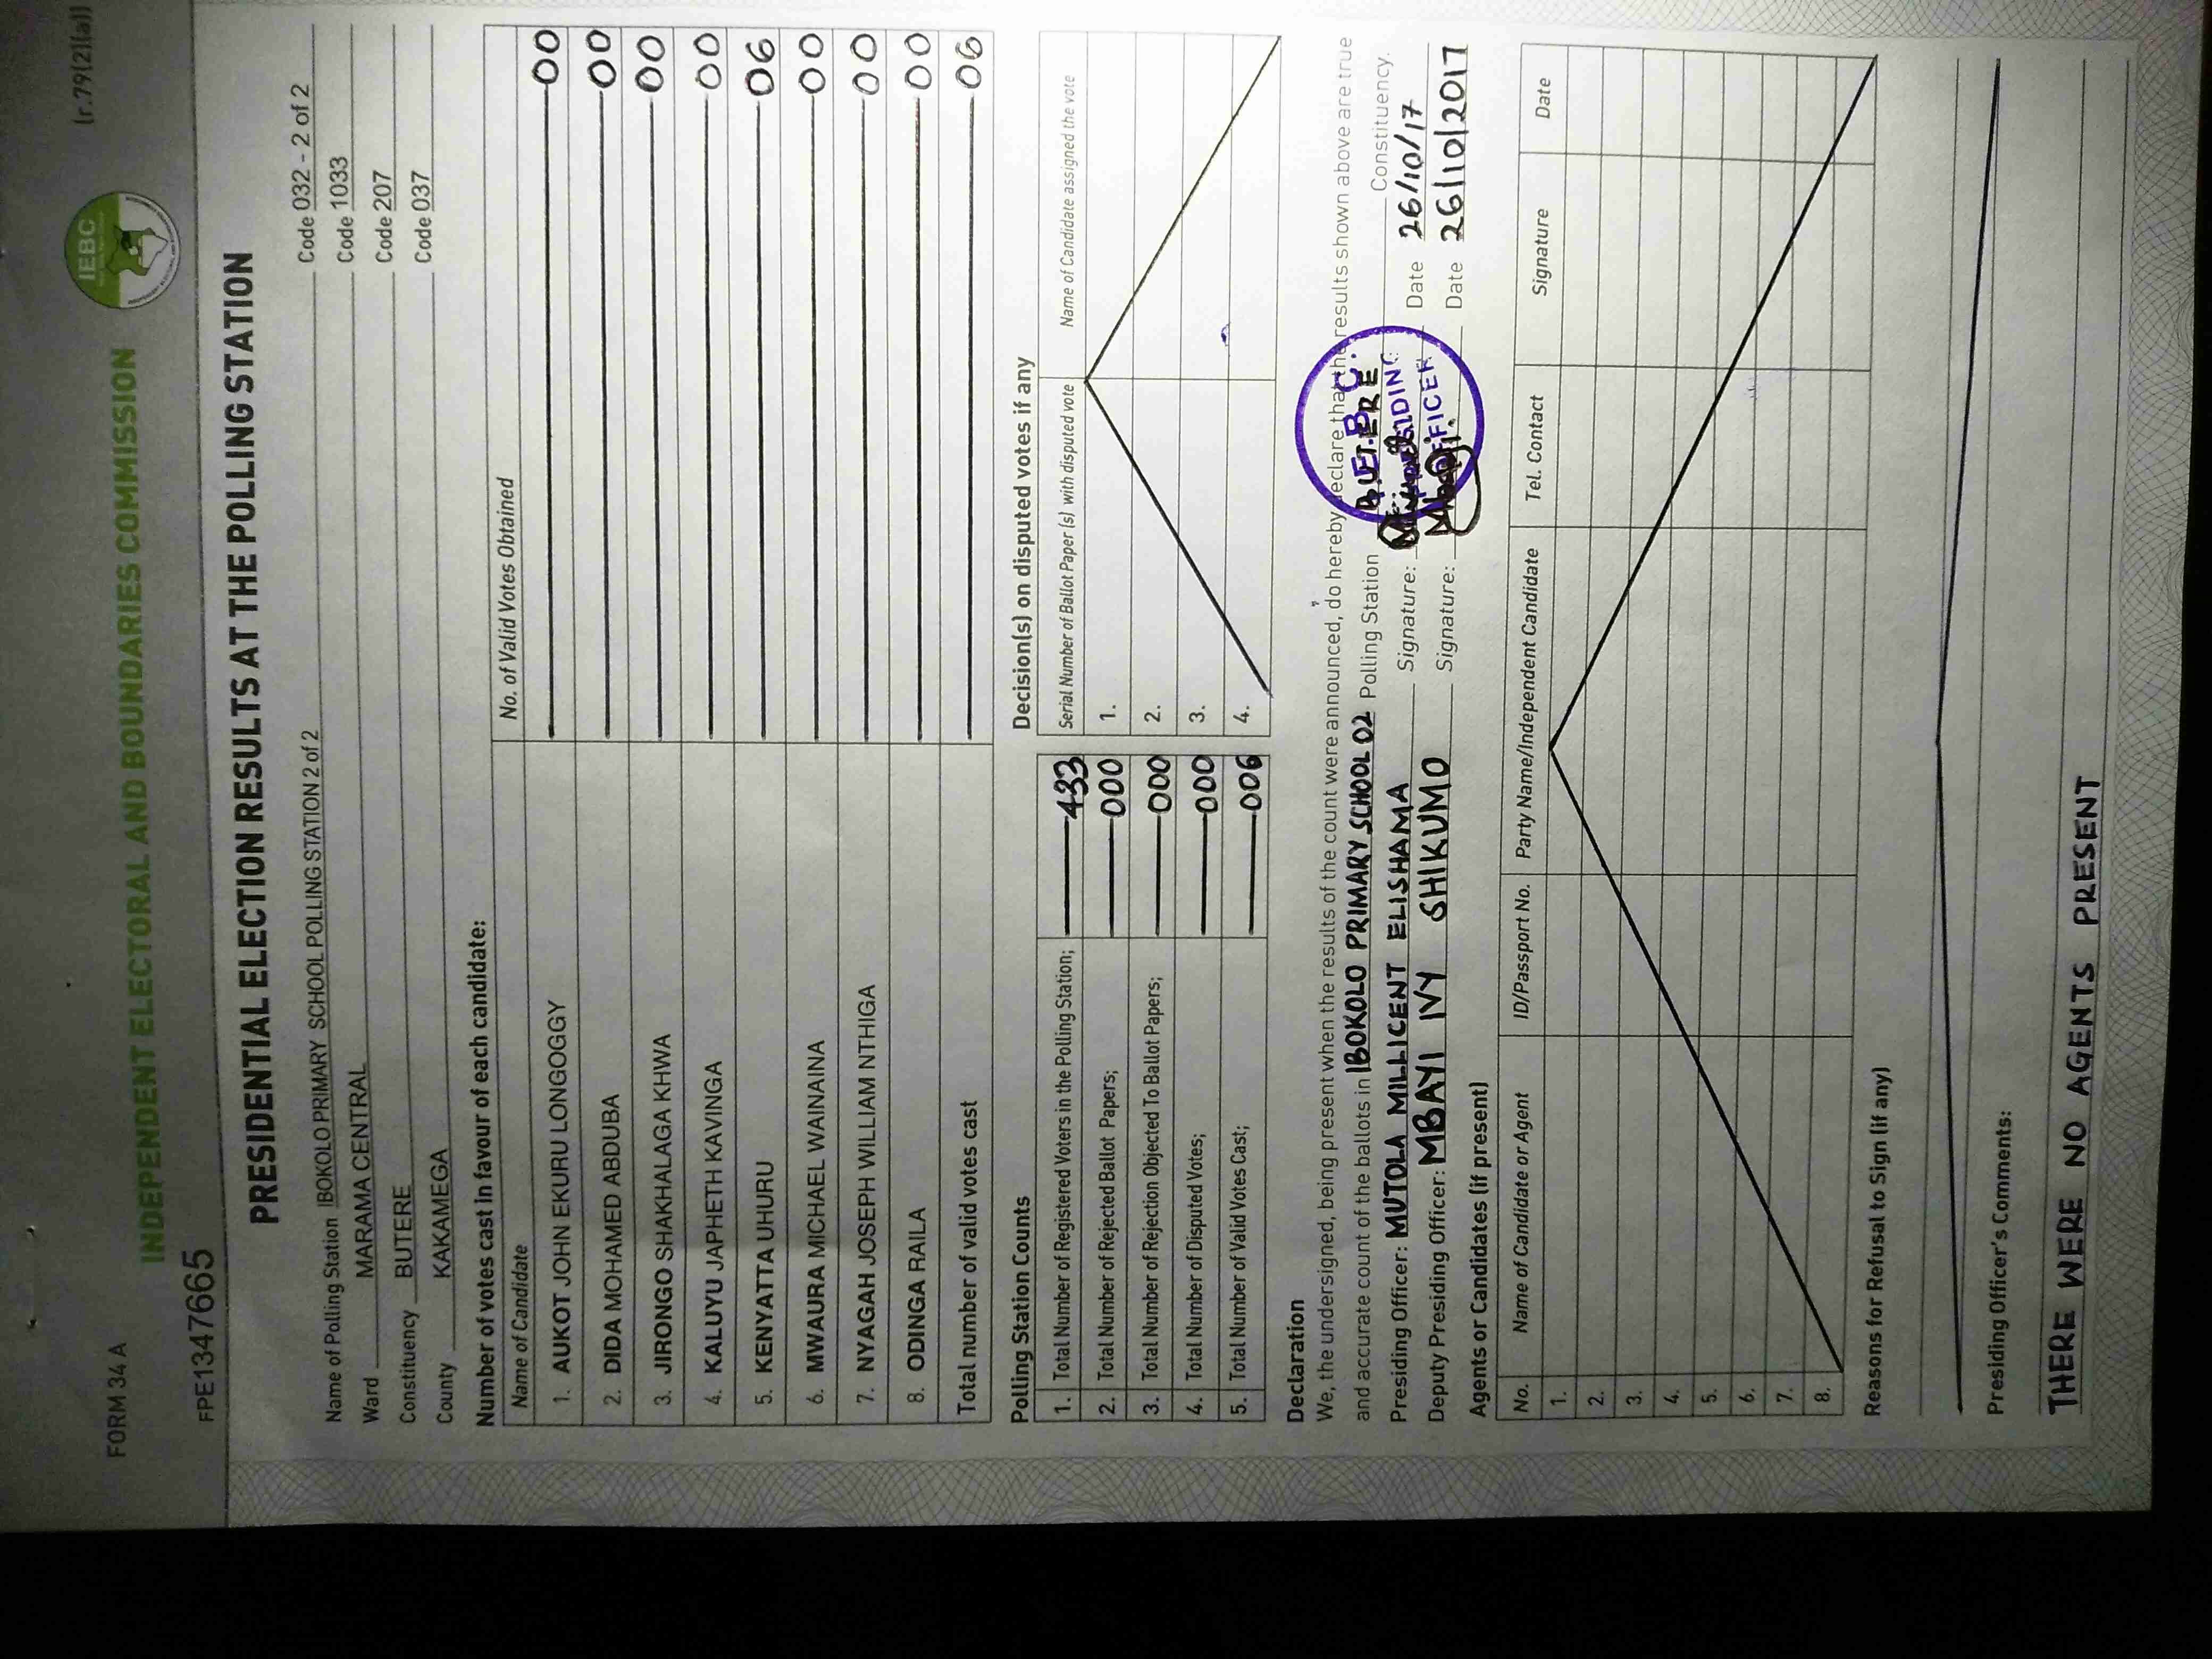 FORM 34 A
(r.79(2)(a))
IEBC
INDEPENDENT ELECTORAL AND BOUNDARIES COMMISSION
FPE1347665
PRESIDENTIAL ELECTION RESULTS AT THE POLLING STATION
Name of Polling Station IBOKOLO PRIMARY SCHOOL POLLING STATION 2 of 2 Code 032 - 2 of 2
Ward MARAMA CENTRAL Code 1033
Constituency BUTERE Code 207
County KAKAMEGA Code 037
Number of votes cast in favour of each candidate:
Name of Candidate No. of Valid Votes Obtained
1. AUKOT JOHN EKURU LONGOGGY 00
2. DIDA MOHAMED ABDUBA 00
3. JIRONGO SHAKHALAGA KHWA 00
4. KALUYU JAPHETH KAVINGA 00
5. KENYATTA UHURU 06
6. MWAURA MICHAEL WAINAINA 00
7. NYAGAH JOSEPH WILLIAM NTHIGA 00
8. ODINGA RAILA 00
Total number of valid votes cast 06
Polling Station Counts
1. Total Number of Registered Voters in the Polling Station; 433
2. Total Number of Rejected Ballot Papers; 000
3. Total Number of Rejection Objected To Ballot Papers; 000
4. Total Number of Disputed Votes; 000
5. Total Number of Valid Votes Cast; 006
Decision(s) on disputed votes if any
Serial Number of Ballot Paper (s) with disputed vote Name of Candidate assigned the vote
1.
2.
3.
4.
Declaration
We, the undersigned, being present when the results of the count were announced, do hereby declare that the results shown above are true
and accurate count of the ballots in IBOKOLO PRIMARY SCHOOL 02 Polling Station BUTERE Constituency.
Presiding Officer: MUTOLA MILLICENT ELISHAMA Signature: Date 26/10/17
Deputy Presiding Officer: MBAYI IVY SHIKUMO Signature: Date 26/10/2017
I.E.B.C.
PRESIDING
OFFICER
Agents or Candidates (if present)
No. Name of Candidate or Agent ID/Passport No. Party Name/Independent Candidate Tel. Contact Signature Date
1.
2.
3.
4.
5.
6.
7.
8.
Reasons for Refusal to Sign (if any)
Presiding Officer's Comments:
THERE WERE NO AGENTS PRESENT